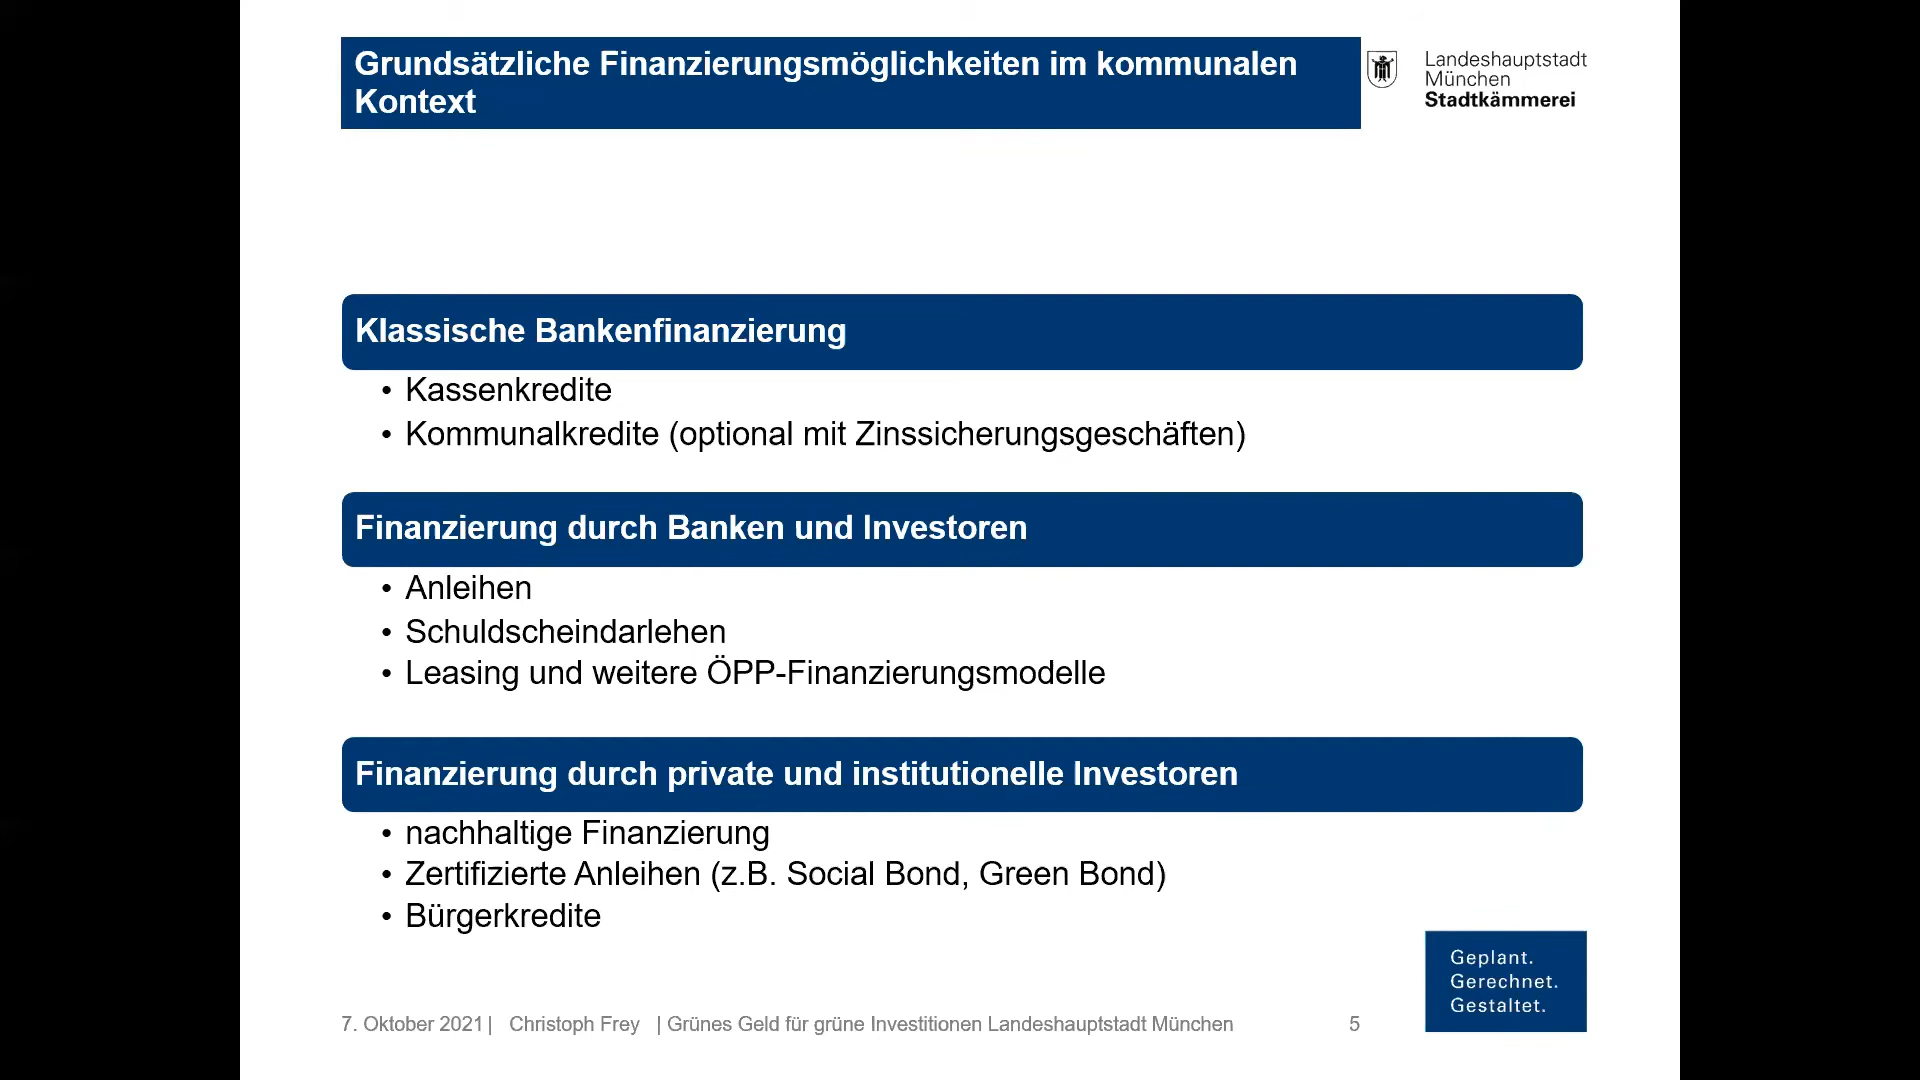 Grundsätzliche Finanzierungsmöglichkeiten im kommunalen
Kontext
Landeshauptstadt
München
Stadtkämmerei
Klassische Bankenfinanzierung
• Kassenkredite
• Kommunalkredite (optional mit Zinssicherungsgeschäften)
Finanzierung durch Banken und Investoren
• Anleihen
• Schuldscheindarlehen
• Leasing und weitere ÖPP-Finanzierungsmodelle
Finanzierung durch private und institutionelle Investoren
• nachhaltige Finanzierung
• Zertifizierte Anleihen (z.B. Social Bond, Green Bond)
• Bürgerkredite
Geplant.
Gerechnet.
Gestaltet.
7. Oktober 2021 | Christoph Frey | Grünes Geld für grüne Investitionen Landeshauptstadt München 5